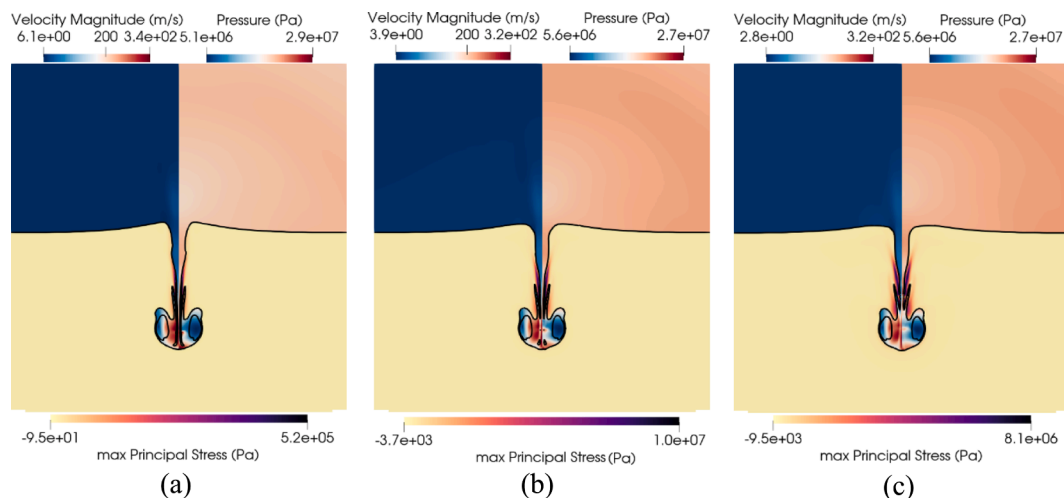 Velocity Magnitude (m/s) Pressure (Pa)
6.1e+00 200 3.4e+02 5.1e+06 2.9e+07
-9.5e+01 5.2e+05
max Principal Stress (Pa)
(a)
Velocity Magnitude (m/s) Pressure (Pa)
3.9e+00 200 3.2e+02 5.6e+06 2.7e+07
-3.7e+03 1.0e+07
max Principal Stress (Pa)
(b)
Velocity Magnitude (m/s) Pressure (Pa)
2.8e+00 3.2e+02 5.6e+06 2.7e+07
-9.5e+03 8.1e+06
max Principal Stress (Pa)
(c)